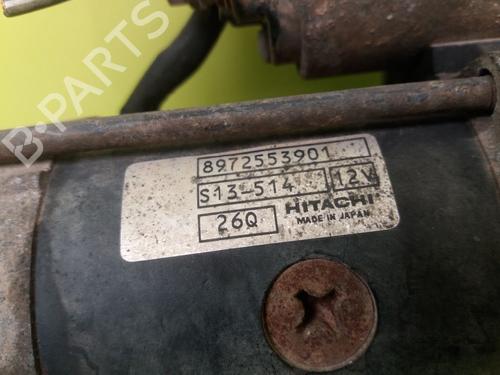 B-PARTS
8972553901
S13-514 12V
26Q HITACHI
MADE IN JAPAN